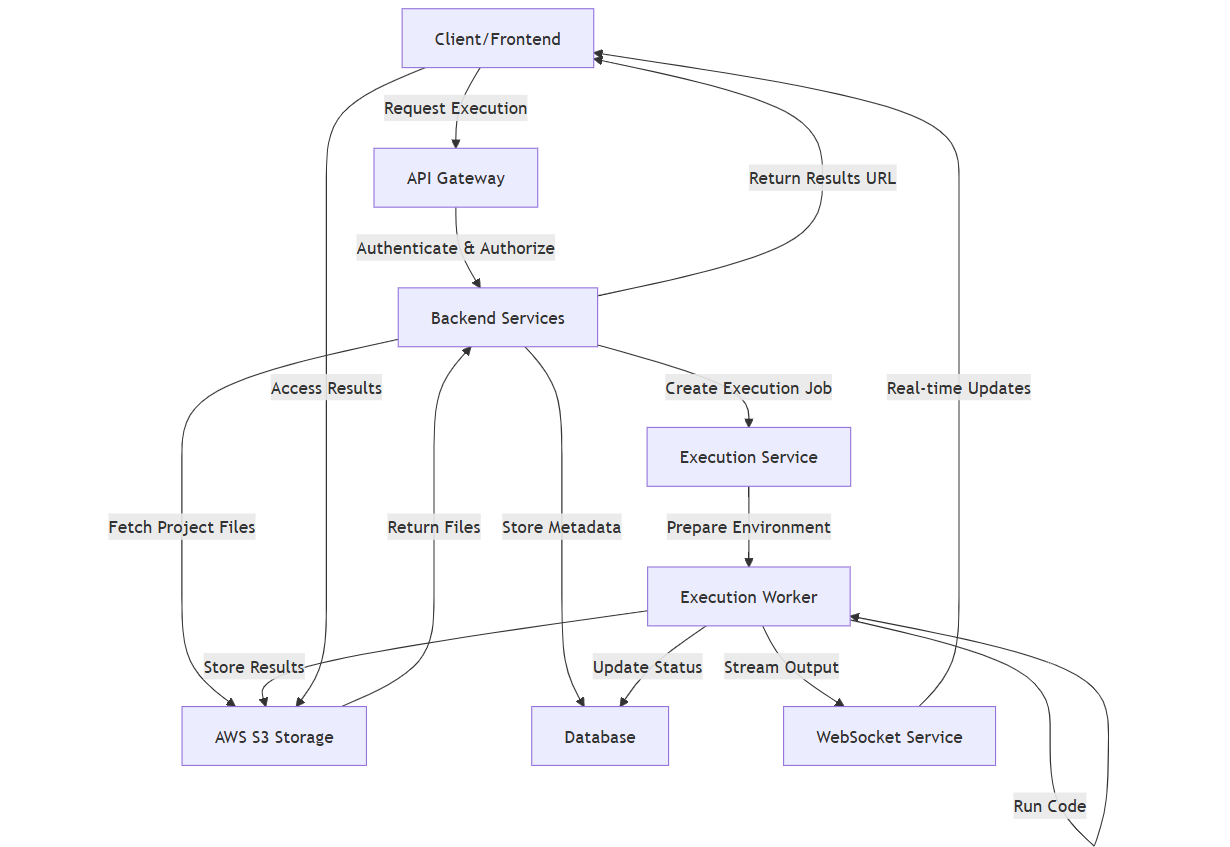 Client/Frontend
Request Execution
API Gateway
Return Results URL
Authenticate & Authorize
Backend Services
Access Results
Create Execution Job
Real-time Updates
Execution Service
Fetch Project Files
Return Files
Store Metadata
Prepare Environment
Execution Worker
Store Results
Update Status
Stream Output
AWS S3 Storage
Database
WebSocket Service
Run Code